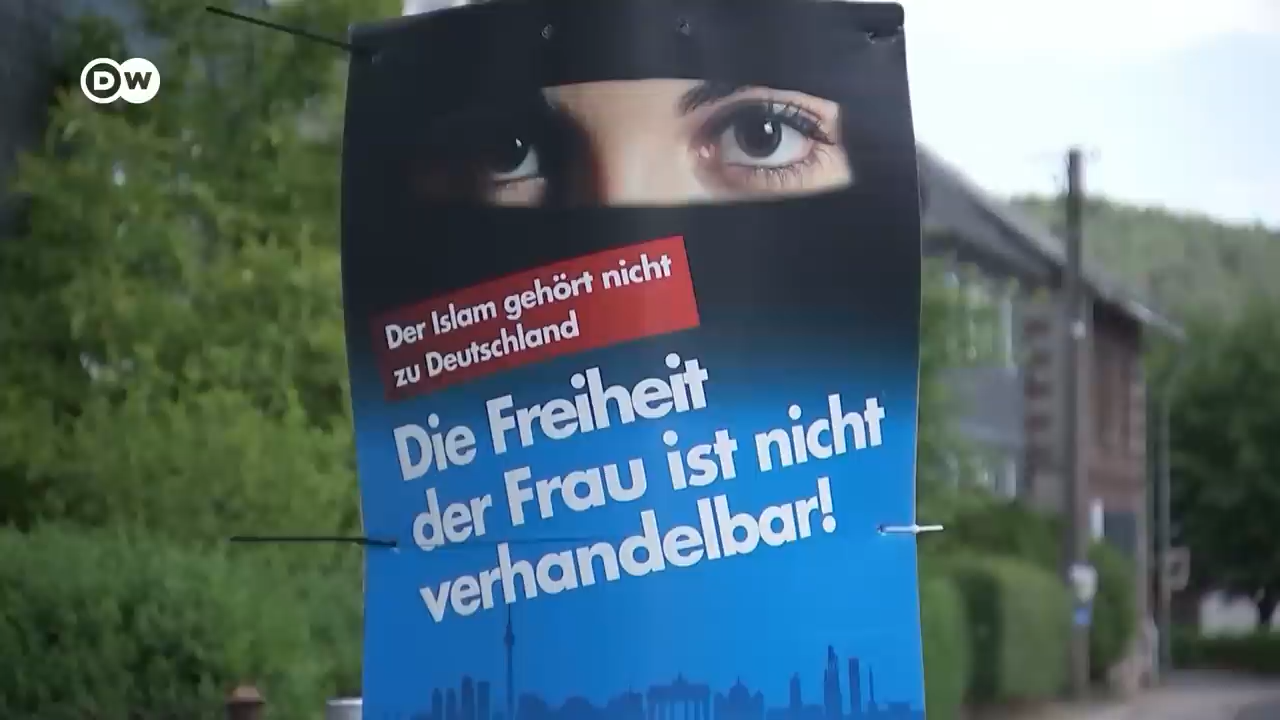 DW
Der Islam gehört nicht
zu Deutschland
Die Freiheit
der Frau ist nicht
verhandelbar!